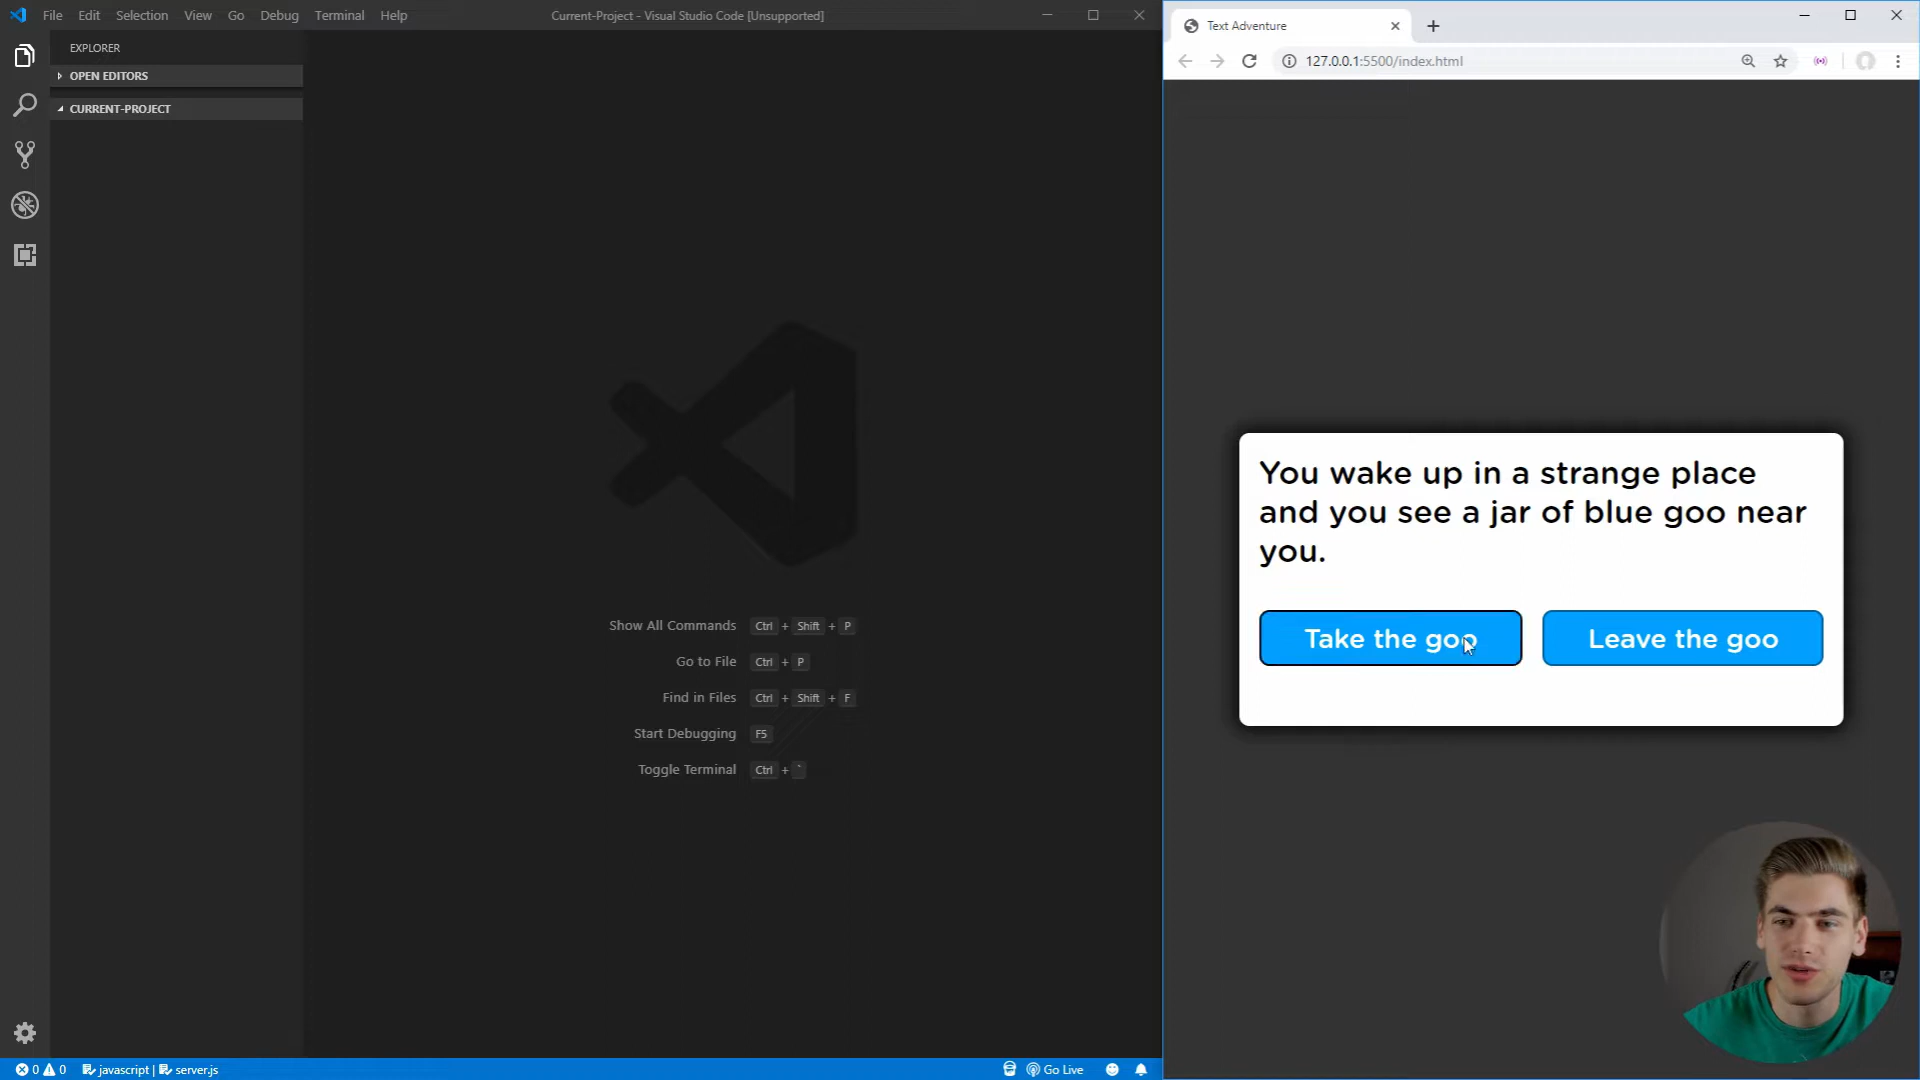 File Edit Selection View Go Debug Terminal Help
Current-Project - Visual Studio Code [Unsupported]
EXPLORER
OPEN EDITORS
CURRENT-PROJECT
Show All Commands Ctrl + Shift + P
Go to File Ctrl + P
Find in Files Ctrl + Shift + F
Start Debugging F5
Toggle Terminal Ctrl + `
0 0 javascript | server.js
Go Live
Text Adventure
127.0.0.1:5500/index.html
You wake up in a strange place
and you see a jar of blue goo near
you.
Take the goo
Leave the goo